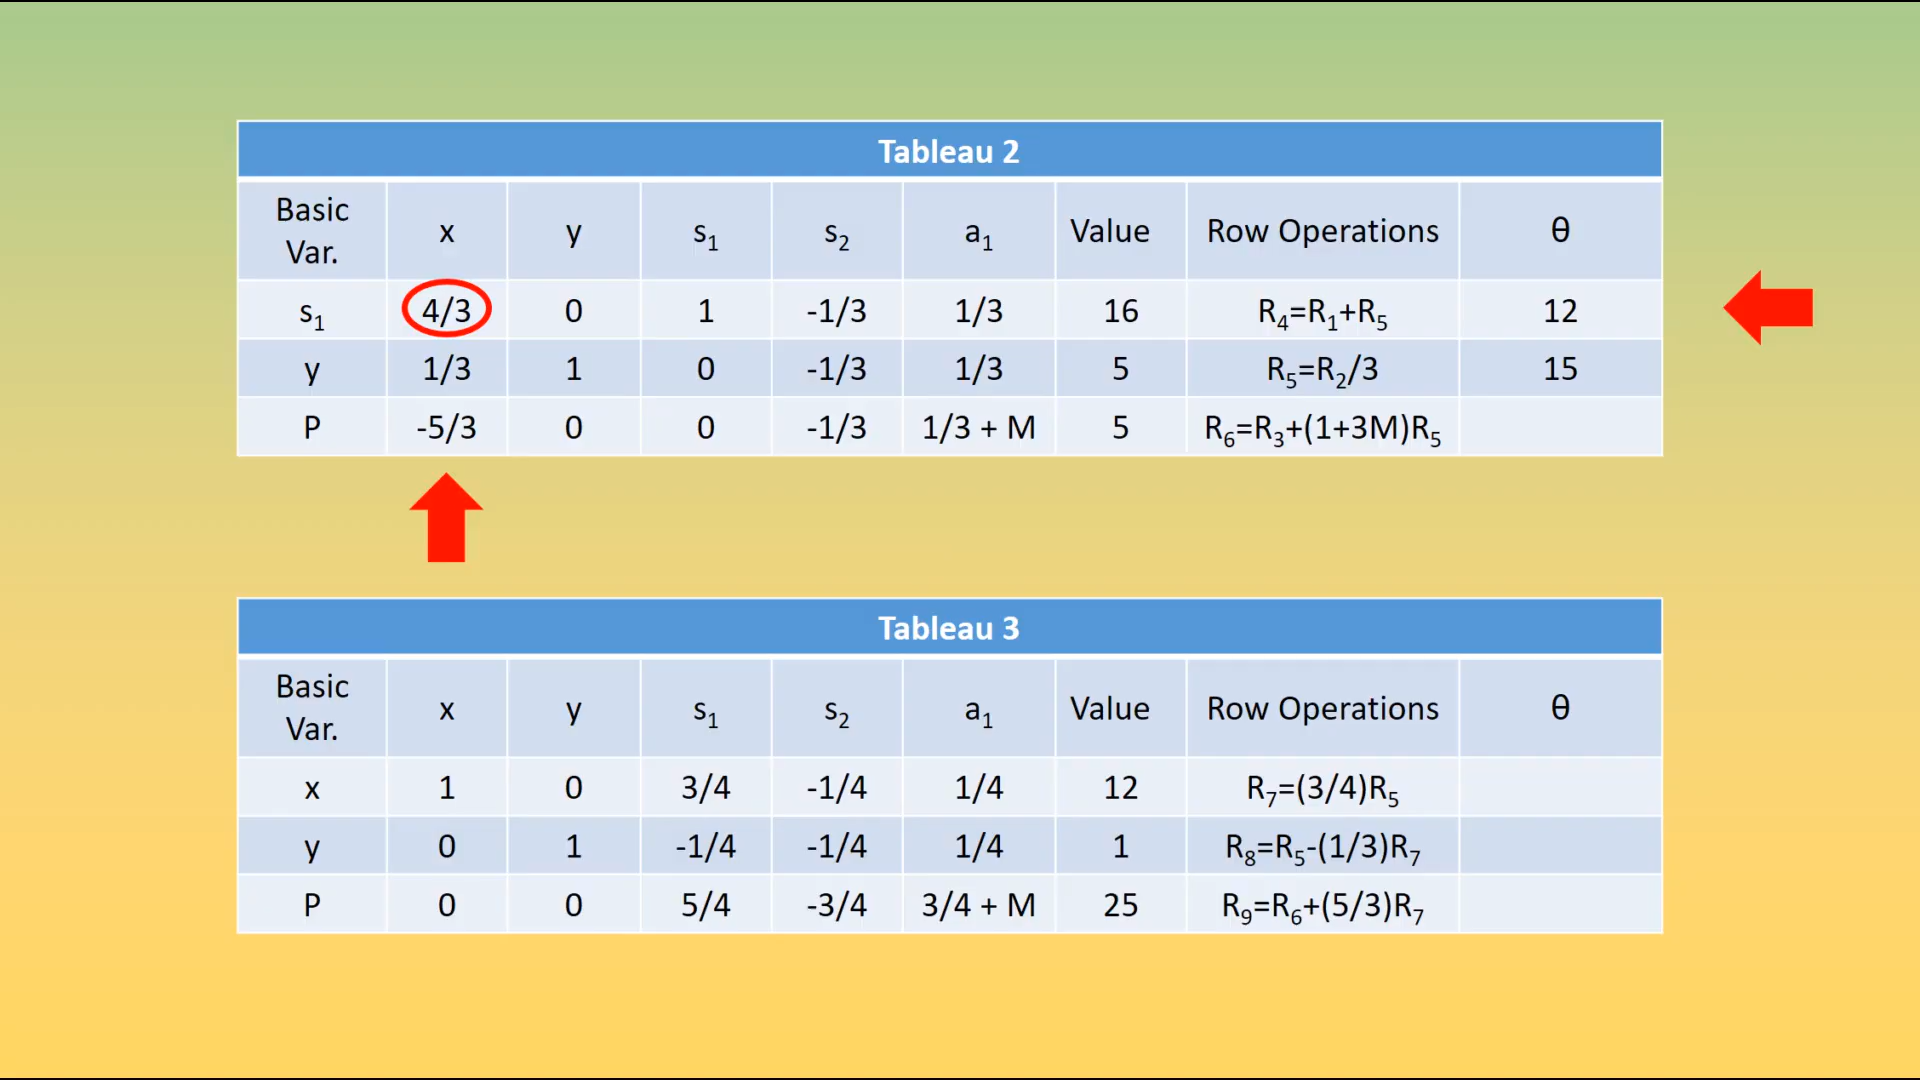 Tableau 2
Basic Var. x y s₁ s₂ a₁ Value Row Operations θ
s₁ 4/3 0 1 -1/3 1/3 16 R₄=R₁+R₅ 12
y 1/3 1 0 -1/3 1/3 5 R₅=R₂/3 15
P -5/3 0 0 -1/3 1/3 + M 5 R₆=R₃+(1+3M)R₅
Tableau 3
Basic Var. x y s₁ s₂ a₁ Value Row Operations θ
x 1 0 3/4 -1/4 1/4 12 R₇=(3/4)R₅
y 0 1 -1/4 -1/4 1/4 1 R₈=R₅-(1/3)R₇
P 0 0 5/4 -3/4 3/4 + M 25 R₉=R₆+(5/3)R₇